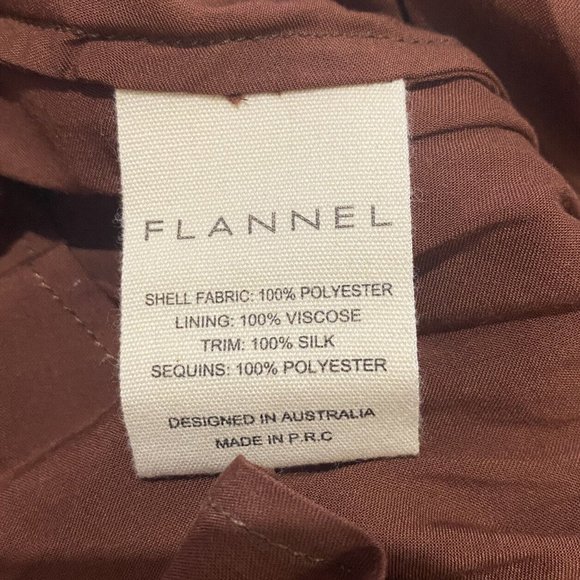 FLANNEL
SHELL FABRIC: 100% POLYESTER
LINING: 100% VISCOSE
TRIM: 100% SILK
SEQUINS: 100% POLYESTER
DESIGNED IN AUSTRALIA
MADE IN P.R.C